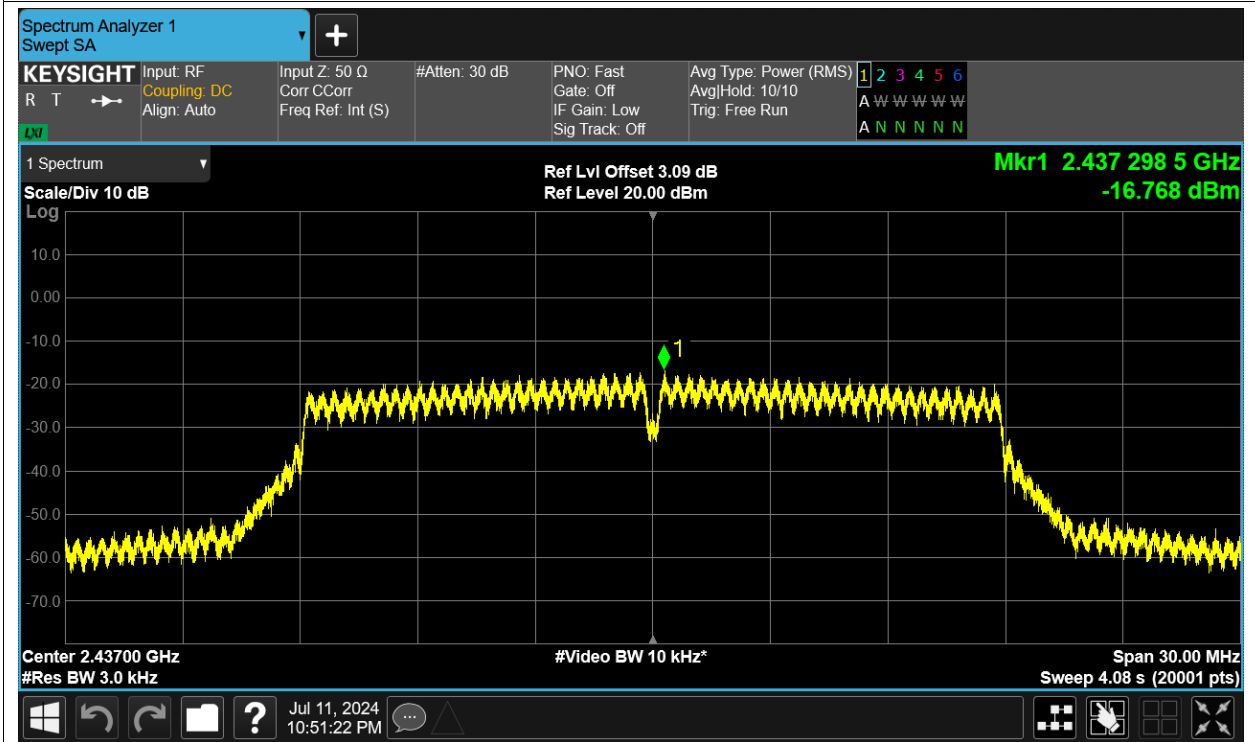 Spectrum Analyzer 1
Swept SA
+
KEYSIGHT
R T
LXI
Input: RF
Coupling: DC
Align: Auto
Input Z: 50 Ω
Corr CCorr
Freq Ref: Int (S)
#Atten: 30 dB
PNO: Fast
Gate: Off
IF Gain: Low
Sig Track: Off
Avg Type: Power (RMS)
Avg|Hold: 10/10
Trig: Free Run
1 2 3 4 5 6
A W W W W W
A N N N N N
1 Spectrum
Scale/Div 10 dB
Log
Ref Lvl Offset 3.09 dB
Ref Level 20.00 dBm
Mkr1 2.437 298 5 GHz
-16.768 dBm
10.0
0.00
-10.0
1
-20.0
-30.0
-40.0
-50.0
-60.0
-70.0
Center 2.43700 GHz
#Res BW 3.0 kHz
#Video BW 10 kHz*
Span 30.00 MHz
Sweep 4.08 s (20001 pts)
?
Jul 11, 2024
10:51:22 PM